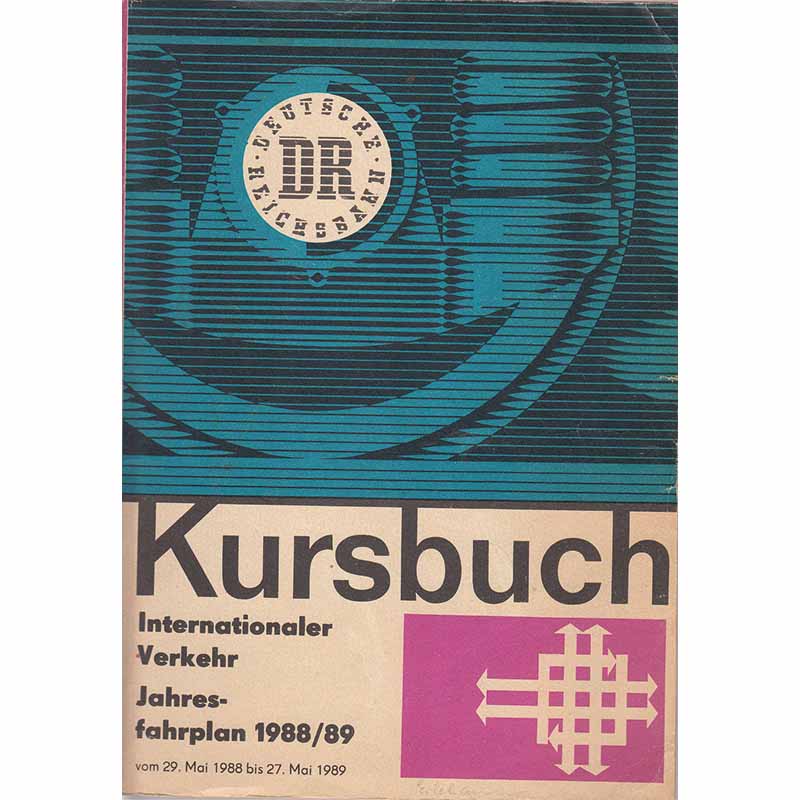 DEUTSCHE
DR
REICHSBAHN
Kursbuch
Internationaler
Verkehr
Jahres-
fahrplan 1988/89
vom 29. Mai 1988 bis 27. Mai 1989